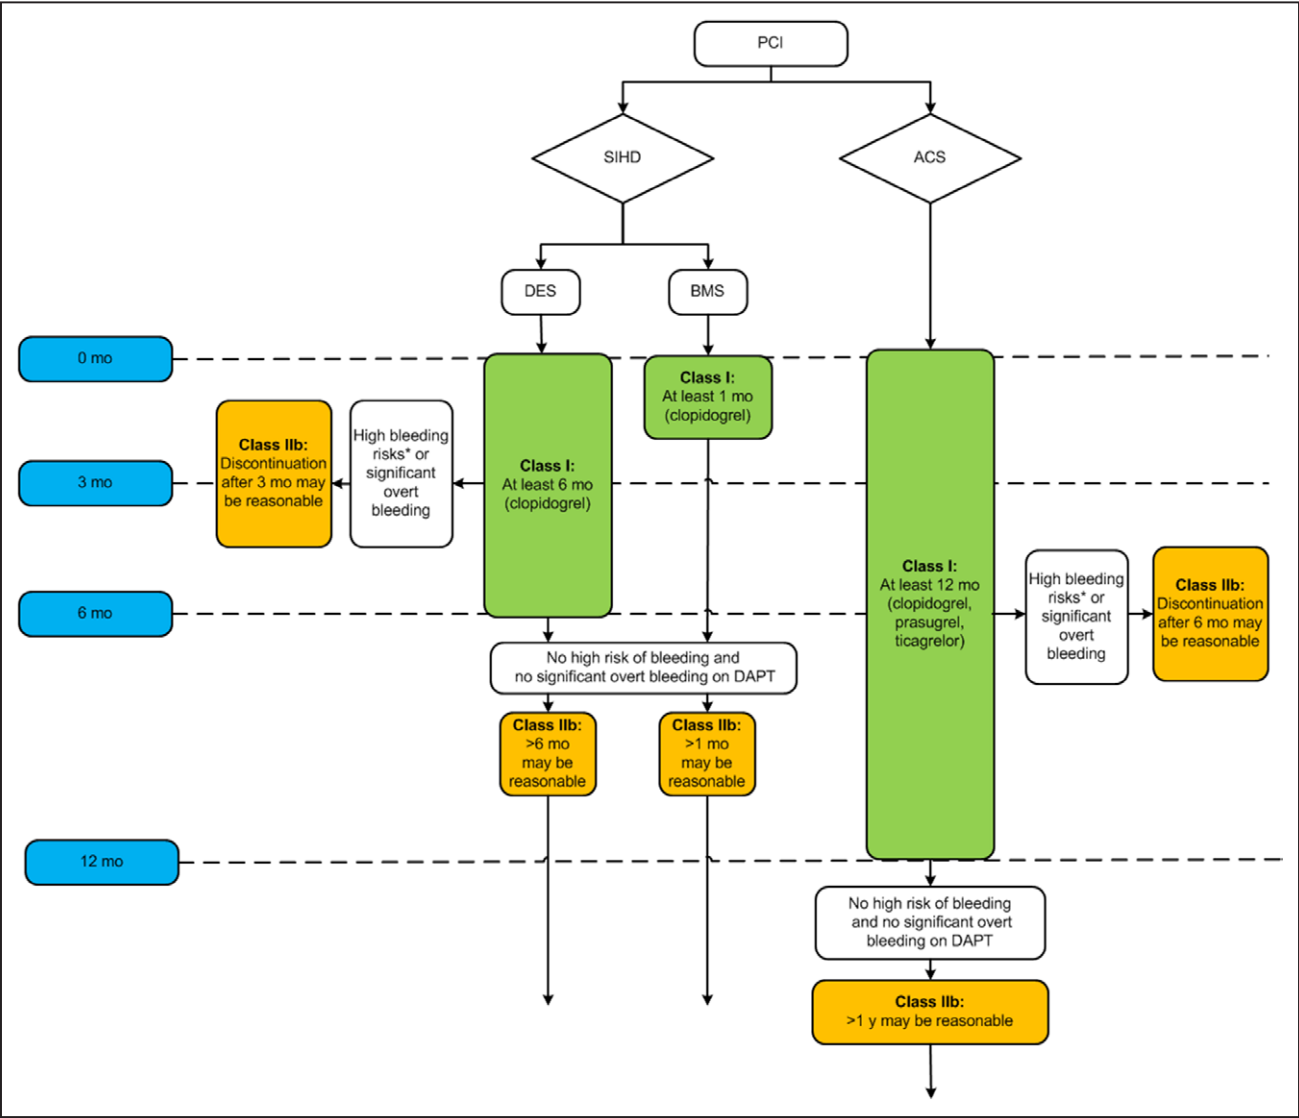 PCI
SIHD
ACS
DES
BMS
0 mo
Class I:
At least 1 mo
(clopidogrel)
Class IIb:
Discontinuation
after 3 mo may
be reasonable
High bleeding
risks* or
significant
overt
bleeding
Class I:
At least 6 mo
(clopidogrel)
3 mo
Class I:
At least 12 mo
(clopidogrel,
prasugrel,
ticagrelor)
High bleeding
risks* or
significant
overt
bleeding
Class IIb:
Discontinuation
after 6 mo may
be reasonable
6 mo
No high risk of bleeding and
no significant overt bleeding on DAPT
Class IIb:
>6 mo
may be
reasonable
Class IIb:
>1 mo
may be
reasonable
12 mo
No high risk of bleeding
and no significant overt
bleeding on DAPT
Class IIb:
>1 y may be reasonable